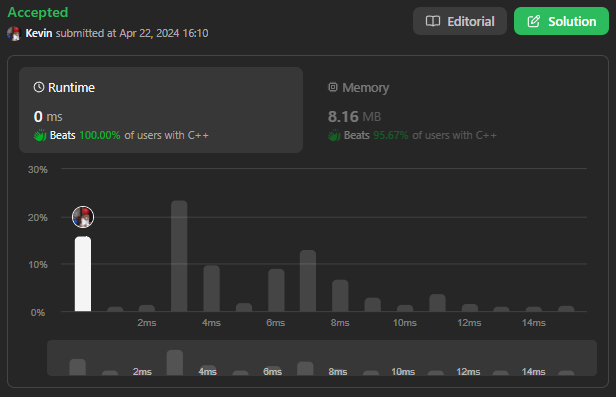 Accepted
Kevin submitted at Apr 22, 2024 16:10
Editorial
Solution
Runtime
0 ms
Beats 100.00% of users with C++
Memory
8.16 MB
Beats 95.67% of users with C++
30%
20%
10%
0%
2ms 4ms 6ms 8ms 10ms 12ms 14ms
2ms 4ms 6ms 8ms 10ms 12ms 14ms